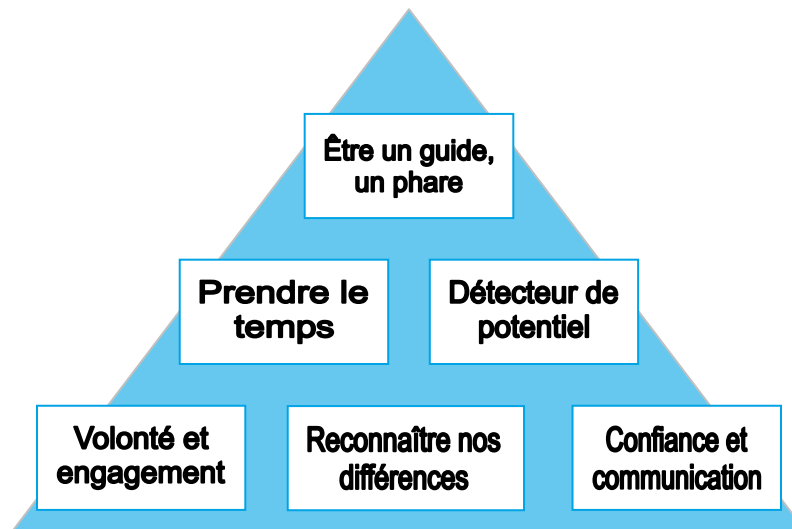 Être un guide,
un phare
Prendre le
temps
Détecteur de
potentiel
Volonté et
engagement
Reconnaître nos
différences
Confiance et
communication